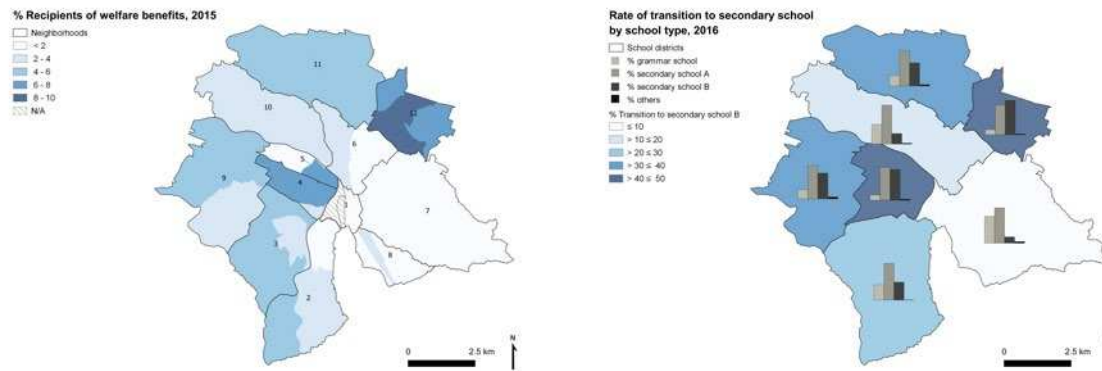 % Recipients of welfare benefits, 2015
Neighborhoods
< 2
2 - 4
4 - 6
6 - 8
8 - 10
N/A
11
10
12
6
5
4
9
1
7
3
8
2
N
0 2.5 km
Rate of transition to secondary school
by school type, 2016
School districts
% grammar school
% secondary school A
% secondary school B
% others
% Transition to secondary school B
≤ 10
> 10 ≤ 20
> 20 ≤ 30
> 30 ≤ 40
> 40 ≤ 50
N
0 2.5 km